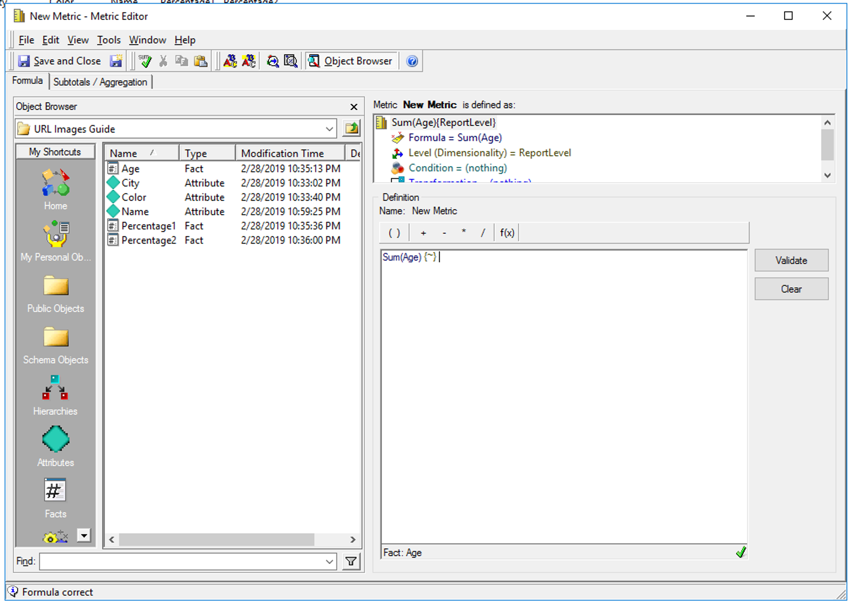 Color Name Percentage1 Percentage2
New Metric - Metric Editor
File Edit View Tools Window Help
Save and Close Object Browser
Formula Subtotals / Aggregation
Object Browser
URL Images Guide
My Shortcuts
Home
My Personal Ob...
Public Objects
Schema Objects
Hierarchies
Attributes
Facts
Name Type Modification Time De
Age Fact 2/28/2019 10:35:13 PM
City Attribute 2/28/2019 10:33:02 PM
Color Attribute 2/28/2019 10:33:40 PM
Name Attribute 2/28/2019 10:59:25 PM
Percentage1 Fact 2/28/2019 10:35:36 PM
Percentage2 Fact 2/28/2019 10:36:00 PM
Find:
Metric New Metric is defined as:
Sum(Age){ReportLevel}
Formula = Sum(Age)
Level (Dimensionality) = ReportLevel
Condition = (nothing)
Transformation = (nothing)
Definition
Name: New Metric
( ) + - * / f(x)
Sum(Age) {~}
Validate
Clear
Fact: Age
Formula correct